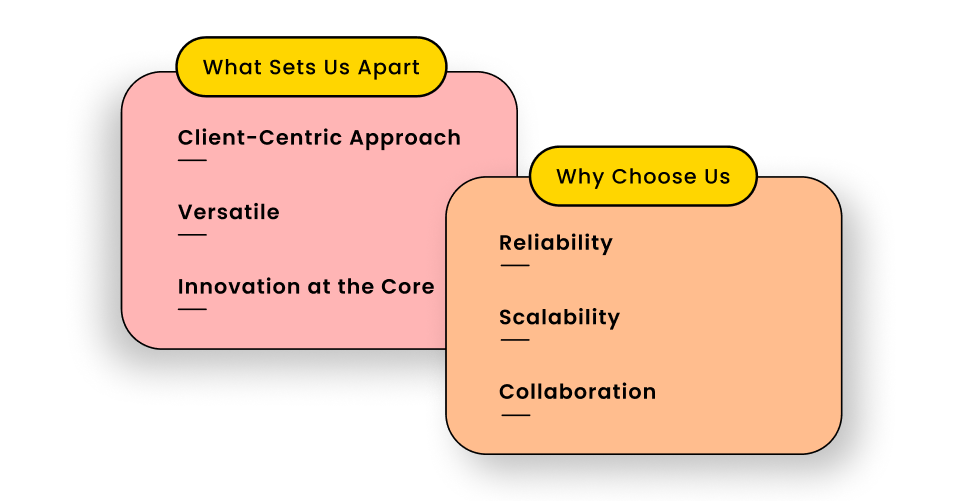 What Sets Us Apart
Client-Centric Approach
Versatile
Innovation at the Core
Why Choose Us
Reliability
Scalability
Collaboration